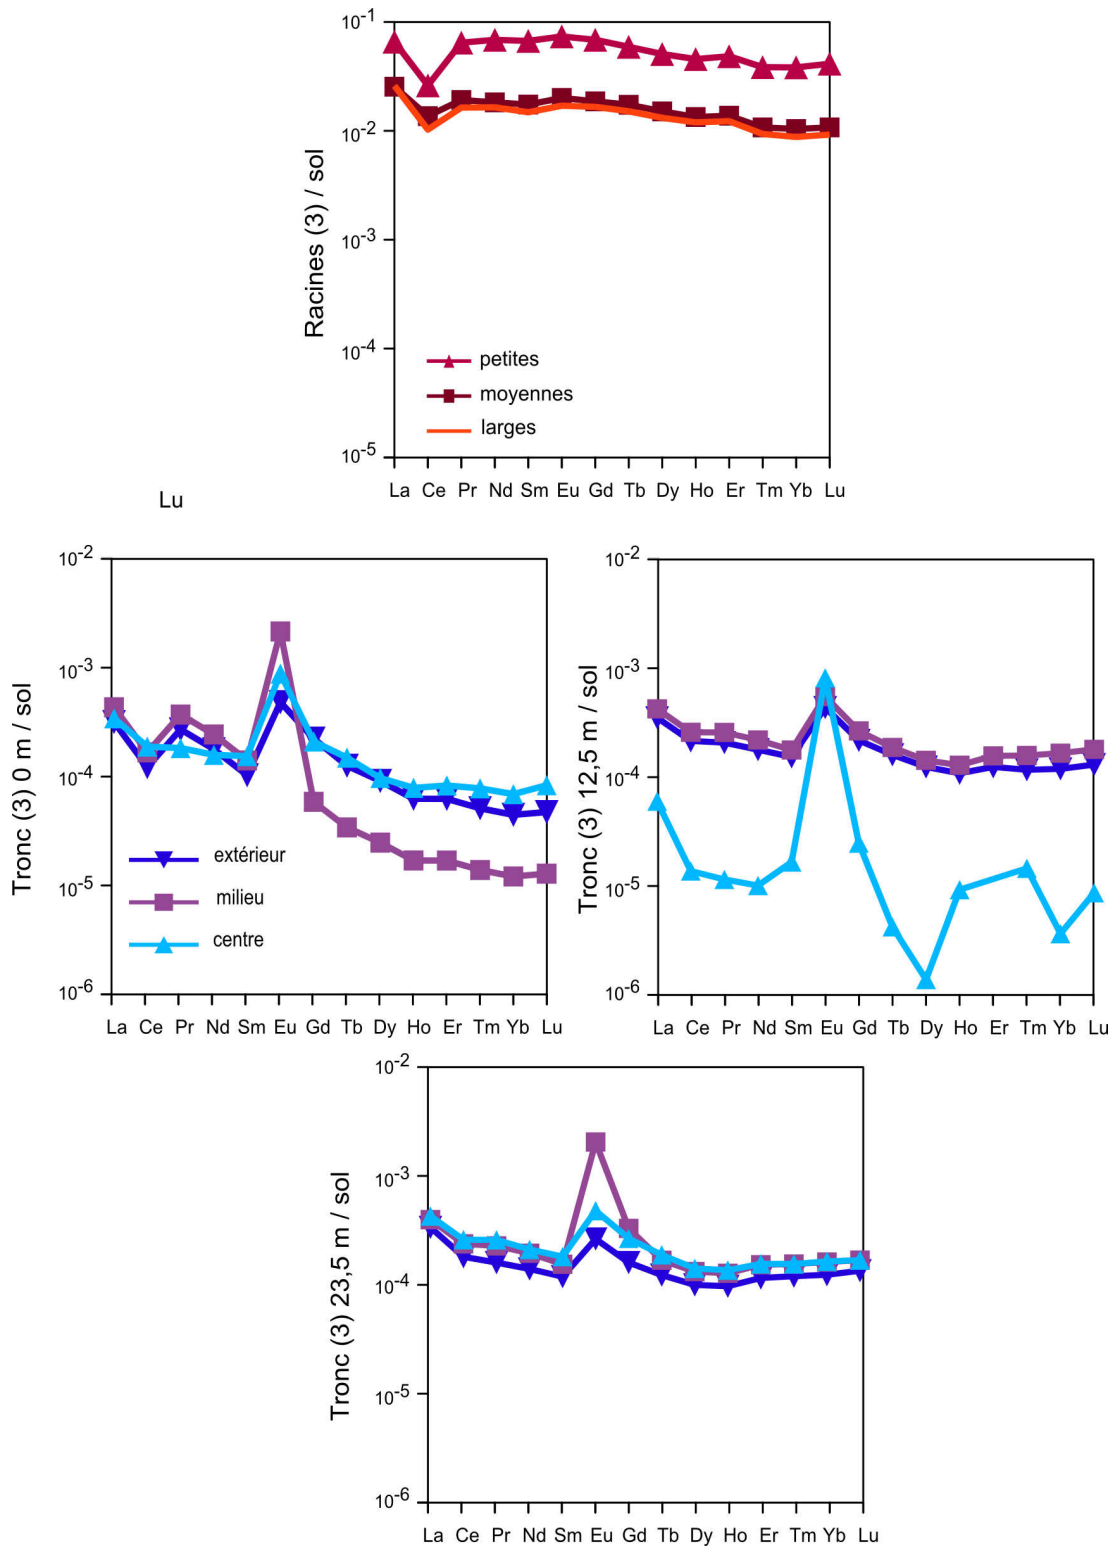 10-1
10-2
10-3
10-4
10-5
Racines (3) / sol
petites
moyennes
larges
La Ce Pr Nd Sm Eu Gd Tb Dy Ho Er Tm Yb Lu
Lu
10-2
10-3
10-4
10-5
10-6
Tronc (3) 0 m / sol
extérieur
milieu
centre
La Ce Pr Nd Sm Eu Gd Tb Dy Ho Er Tm Yb Lu
10-2
10-3
10-4
10-5
10-6
Tronc (3) 12,5 m / sol
La Ce Pr Nd Sm Eu Gd Tb Dy Ho Er Tm Yb Lu
10-2
10-3
10-4
10-5
10-6
Tronc (3) 23,5 m / sol
La Ce Pr Nd Sm Eu Gd Tb Dy Ho Er Tm Yb Lu